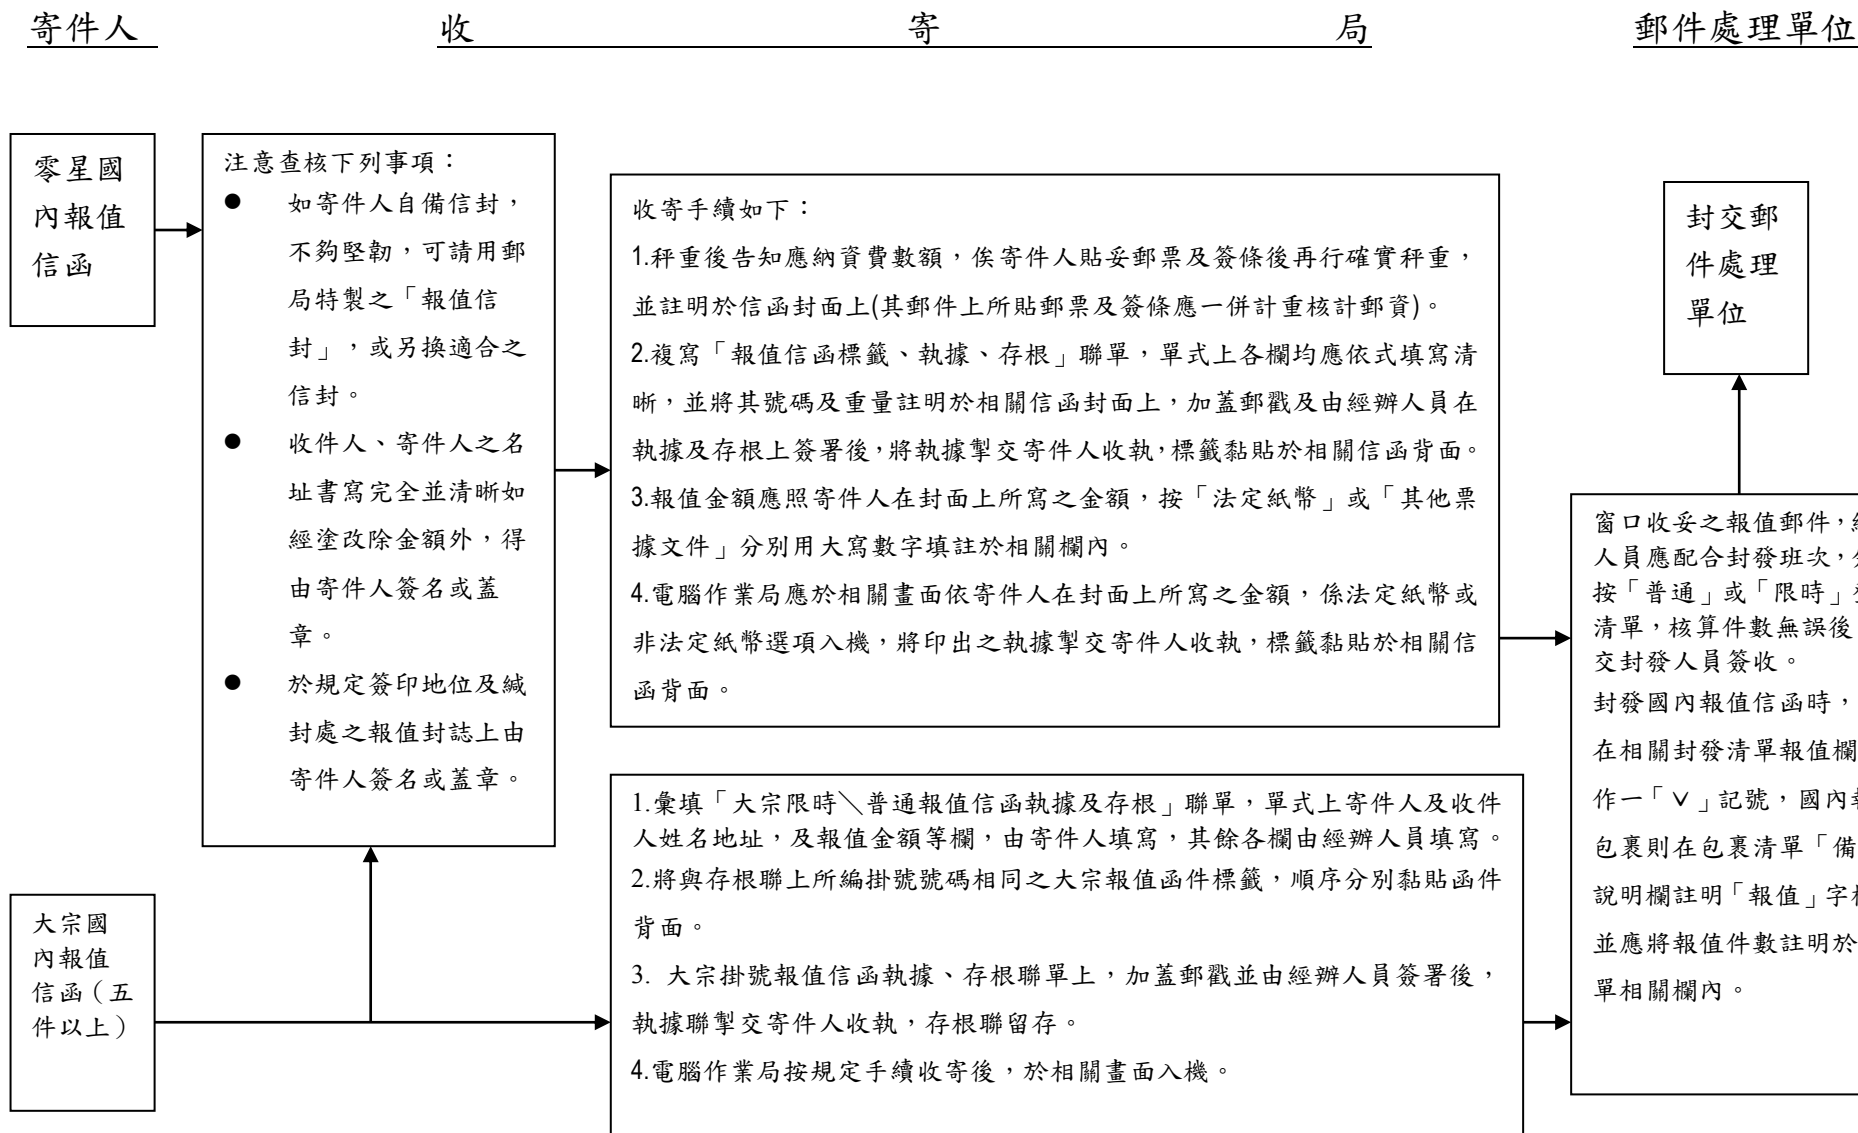 寄件人 收 寄 局 郵件處理單位
零星國
內報值
信函
注意查核下列事項：
● 如寄件人自備信封，
不夠堅韌，可請用郵
局特製之「報值信
封」，或另換適合之
信封。
● 收件人、寄件人之名
址書寫完全並清晰如
經塗改除金額外，得
由寄件人簽名或蓋
章。
● 於規定簽印地位及緘
封處之報值封誌上由
寄件人簽名或蓋章。
收寄手續如下：
1.秤重後告知應納資費數額，俟寄件人貼妥郵票及簽條後再行確實秤重，
並註明於信函封面上(其郵件上所貼郵票及簽條應一併計重核計郵資)。
2.複寫「報值信函標籤、執據、存根」聯單，單式上各欄均應依式填寫清
晰，並將其號碼及重量註明於相關信函封面上，加蓋郵戳及由經辦人員在
執據及存根上簽署後，將執據掣交寄件人收執，標籤黏貼於相關信函背面。
3.報值金額應照寄件人在封面上所寫之金額，按「法定紙幣」或「其他票
據文件」分別用大寫數字填註於相關欄內。
4.電腦作業局應於相關畫面依寄件人在封面上所寫之金額，係法定紙幣或
非法定紙幣選項入機，將印出之執據掣交寄件人收執，標籤黏貼於相關信
函背面。
封交郵
件處理
單位
窗口收妥之報值郵件，
人員應配合封發班次，
按「普通」或「限時」
清單，核算件數無誤後
交封發人員簽收。
封發國內報值信函時，
在相關封發清單報值欄
作一「∨」記號，國內
包裹則在包裹清單「備
說明欄註明「報值」字
並應將報值件數註明於
單相關欄內。
大宗國
內報值
信函（五
件以上）
1.彙填「大宗限時╲普通報值信函執據及存根」聯單，單式上寄件人及收件
人姓名地址，及報值金額等欄，由寄件人填寫，其餘各欄由經辦人員填寫。
2.將與存根聯上所編掛號號碼相同之大宗報值函件標籤，順序分別黏貼函件
背面。
3. 大宗掛號報值信函執據、存根聯單上，加蓋郵戳並由經辦人員簽署後，
執據聯掣交寄件人收執，存根聯留存。
4.電腦作業局按規定手續收寄後，於相關畫面入機。